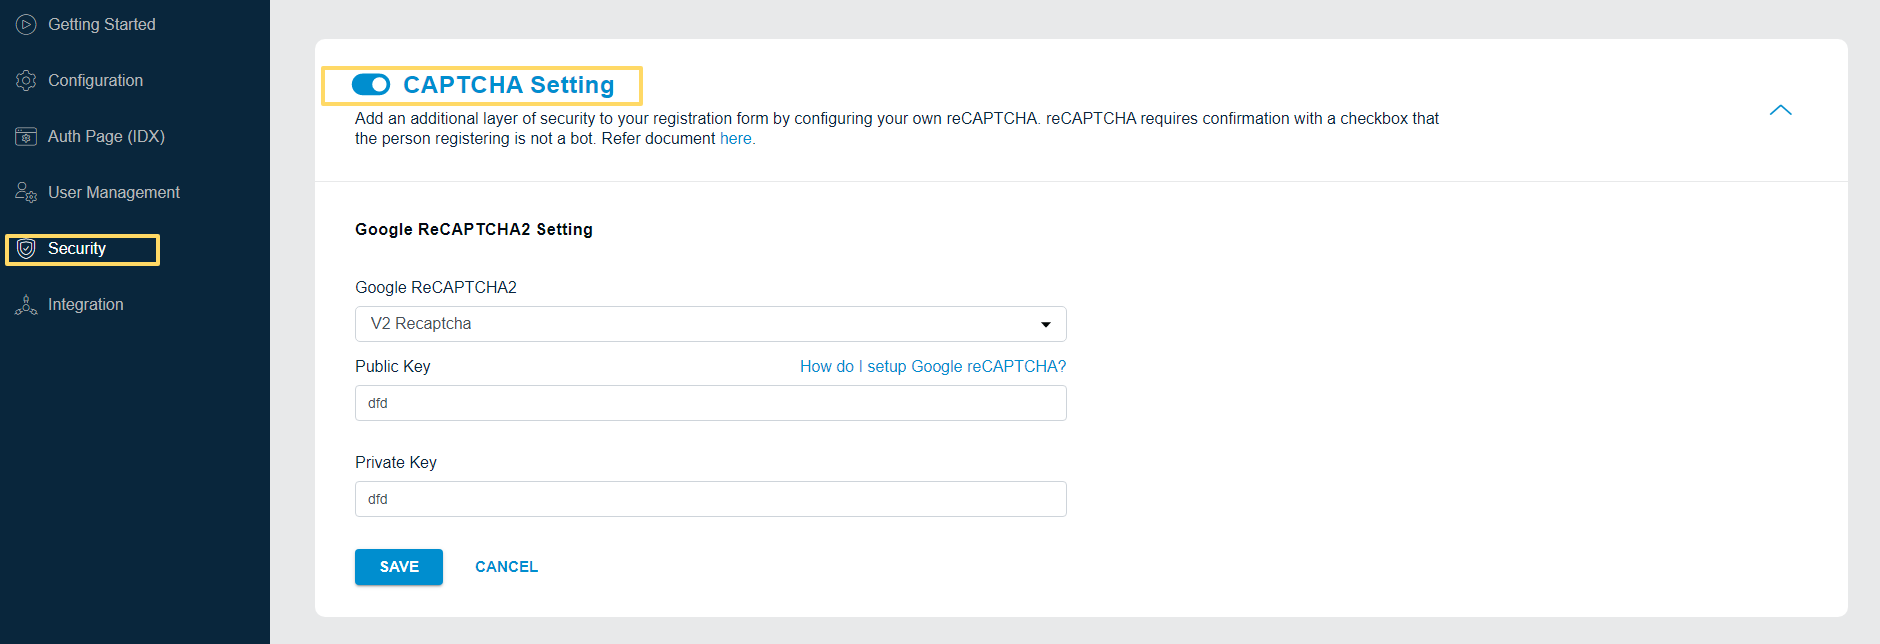 Getting Started
Configuration
Auth Page (IDX)
User Management
Security
Integration
CAPTCHA Setting
Add an additional layer of security to your registration form by configuring your own reCAPTCHA. reCAPTCHA requires confirmation with a checkbox that
the person registering is not a bot. Refer document here.
Google ReCAPTCHA2 Setting
Google ReCAPTCHA2
V2 Recaptcha
Public Key How do I setup Google reCAPTCHA?
dfd
Private Key
dfd
SAVE CANCEL